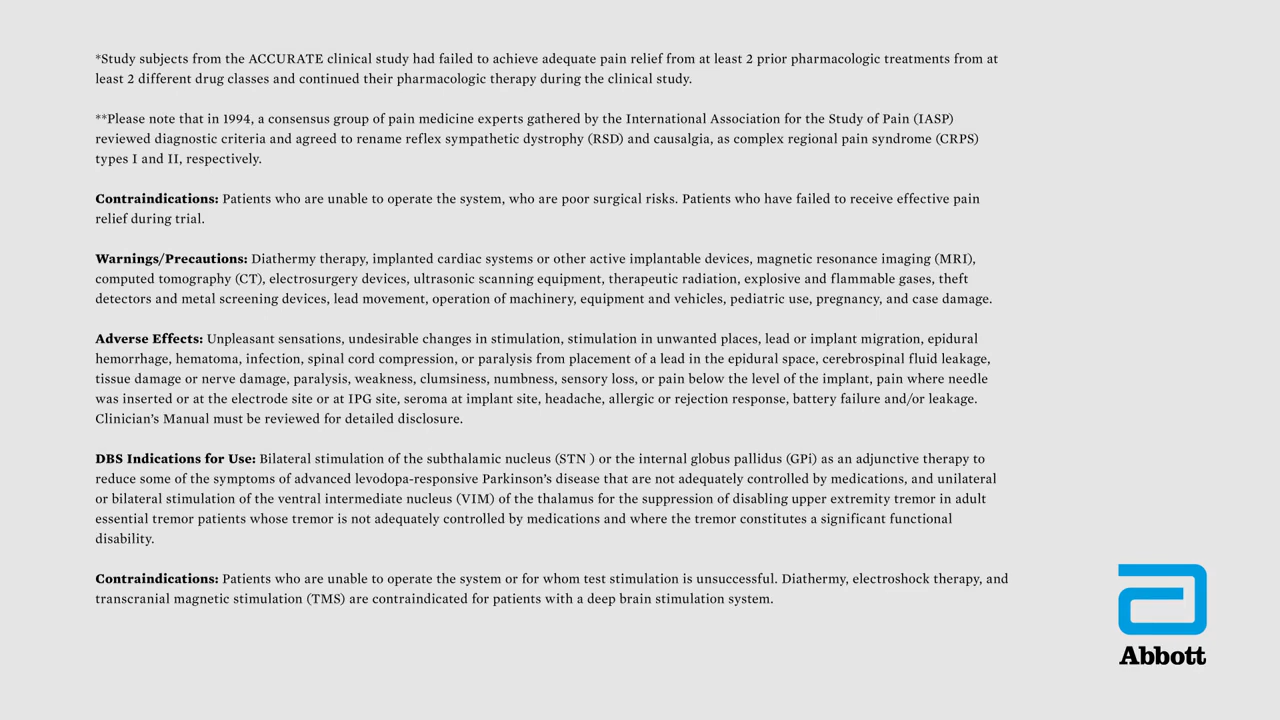 *Study subjects from the ACCURATE clinical study had failed to achieve adequate pain relief from at least 2 prior pharmacologic treatments from at
least 2 different drug classes and continued their pharmacologic therapy during the clinical study.
**Please note that in 1994, a consensus group of pain medicine experts gathered by the International Association for the Study of Pain (IASP)
reviewed diagnostic criteria and agreed to rename reflex sympathetic dystrophy (RSD) and causalgia, as complex regional pain syndrome (CRPS)
types I and II, respectively.
Contraindications: Patients who are unable to operate the system, who are poor surgical risks. Patients who have failed to receive effective pain
relief during trial.
Warnings/Precautions: Diathermy therapy, implanted cardiac systems or other active implantable devices, magnetic resonance imaging (MRI),
computed tomography (CT), electrosurgery devices, ultrasonic scanning equipment, therapeutic radiation, explosive and flammable gases, theft
detectors and metal screening devices, lead movement, operation of machinery, equipment and vehicles, pediatric use, pregnancy, and case damage.
Adverse Effects: Unpleasant sensations, undesirable changes in stimulation, stimulation in unwanted places, lead or implant migration, epidural
hemorrhage, hematoma, infection, spinal cord compression, or paralysis from placement of a lead in the epidural space, cerebrospinal fluid leakage,
tissue damage or nerve damage, paralysis, weakness, clumsiness, numbness, sensory loss, or pain below the level of the implant, pain where needle
was inserted or at the electrode site or at IPG site, seroma at implant site, headache, allergic or rejection response, battery failure and/or leakage.
Clinician's Manual must be reviewed for detailed disclosure.
DBS Indications for Use: Bilateral stimulation of the subthalamic nucleus (STN ) or the internal globus pallidus (GPi) as an adjunctive therapy to
reduce some of the symptoms of advanced levodopa-responsive Parkinson's disease that are not adequately controlled by medications, and unilateral
or bilateral stimulation of the ventral intermediate nucleus (VIM) of the thalamus for the suppression of disabling upper extremity tremor in adult
essential tremor patients whose tremor is not adequately controlled by medications and where the tremor constitutes a significant functional
disability.
Contraindications: Patients who are unable to operate the system or for whom test stimulation is unsuccessful. Diathermy, electroshock therapy, and
transcranial magnetic stimulation (TMS) are contraindicated for patients with a deep brain stimulation system.
Abbott